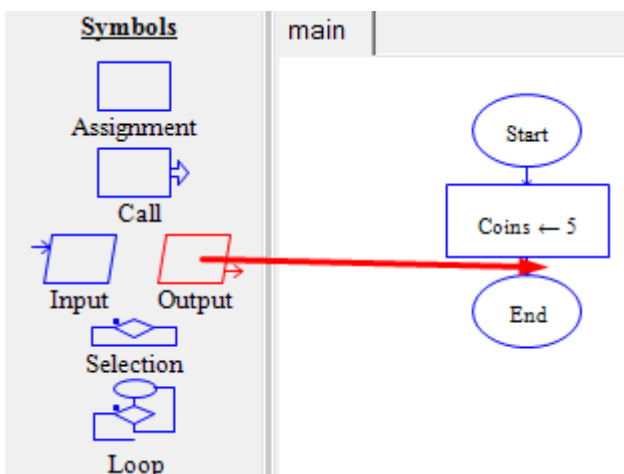 Symbols
Assignment
Call
Input
Output
Selection
Loop
main
Start
Coins ← 5
End